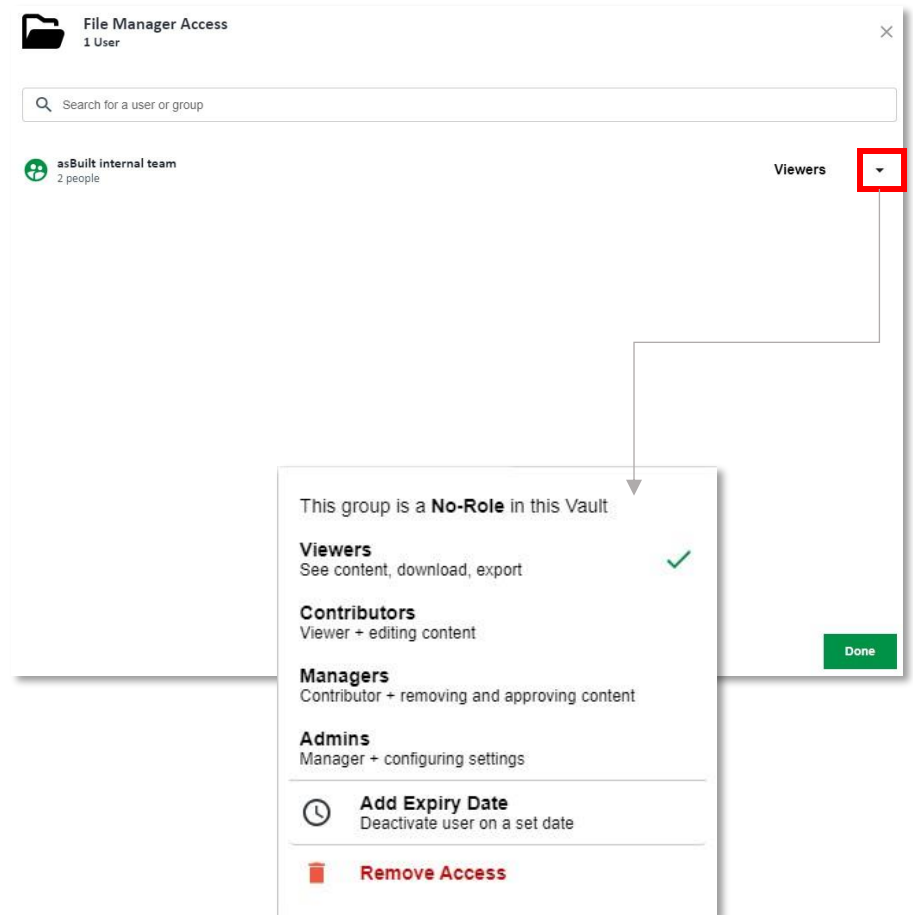 File Manager Access
1 User
Search for a user or group
asBuilt internal team
2 people
Viewers
This group is a No-Role in this Vault
Viewers
See content, download, export
Contributors
Viewer + editing content
Managers
Contributor + removing and approving content
Admins
Manager + configuring settings
Add Expiry Date
Deactivate user on a set date
Remove Access
Done